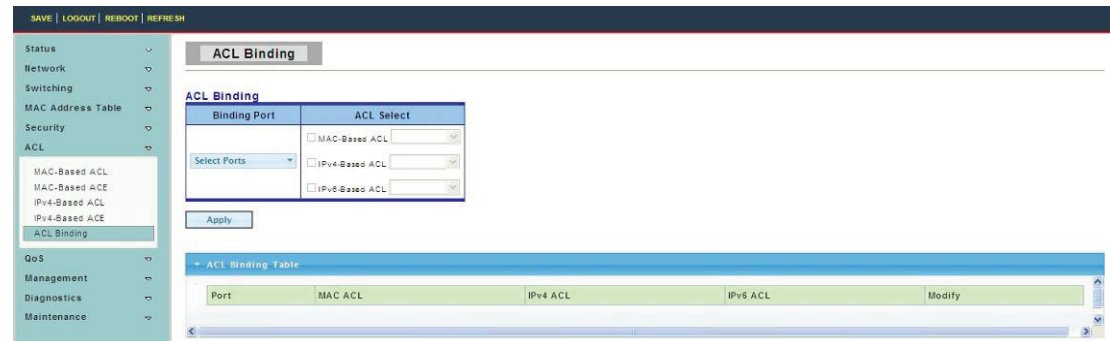 SAVE | LOGOUT | REBOOT | REFRESH
Status
Network
Switching
MAC Address Table
Security
ACL
MAC-Based ACL
MAC-Based ACE
IPv4-Based ACL
IPv4-Based ACE
ACL Binding
QoS
Management
Diagnostics
Maintenance
ACL Binding
ACL Binding
Binding Port ACL Select
Select Ports
MAC-Based ACL
IPv4-Based ACL
IPv6-Based ACL
Apply
ACL Binding Table
Port MAC ACL IPv4 ACL IPv6 ACL Modify